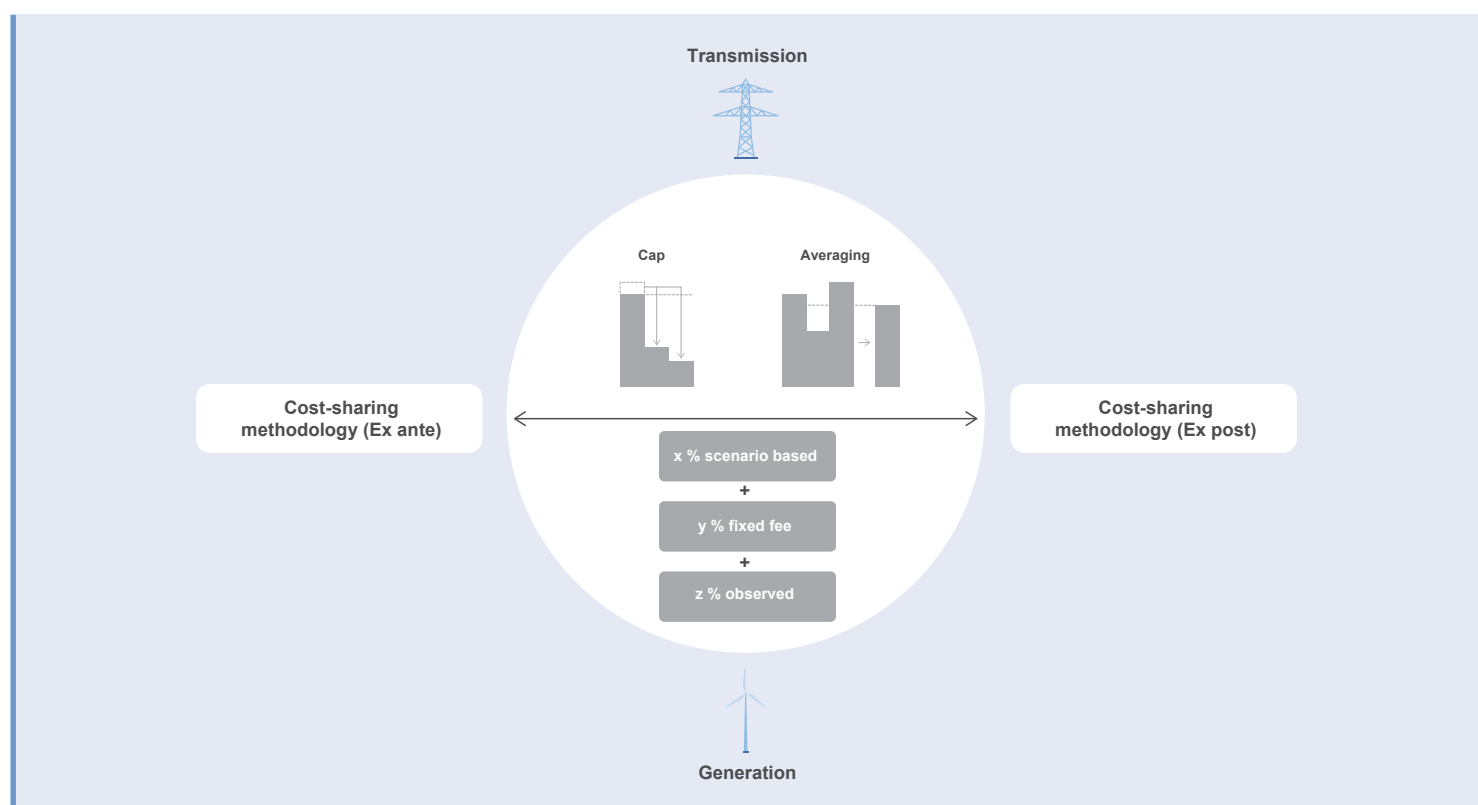 Transmission
Cap
Averaging
Cost-sharing
methodology (Ex ante)
Cost-sharing
methodology (Ex post)
x % scenario based
+
y % fixed fee
+
z % observed
Generation